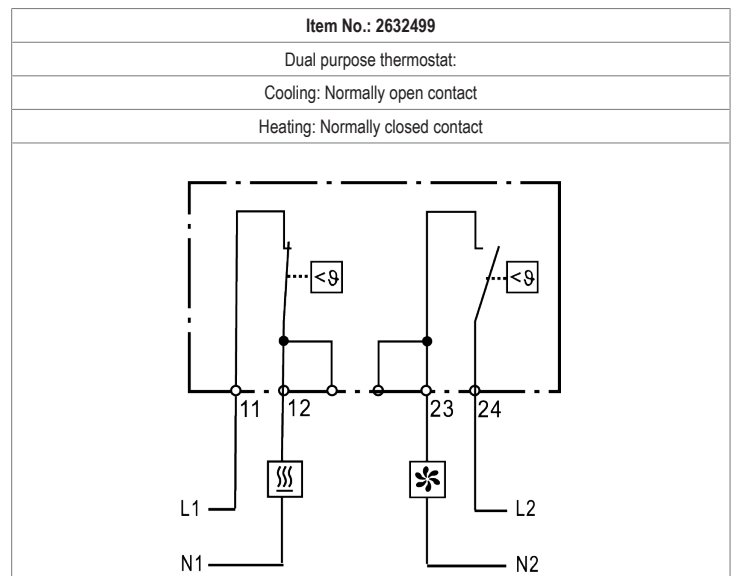 Item No.: 2632499
Dual purpose thermostat:
Cooling: Normally open contact
Heating: Normally closed contact
<ϑ <ϑ
11 12 23 24
L1 L2
N1 N2